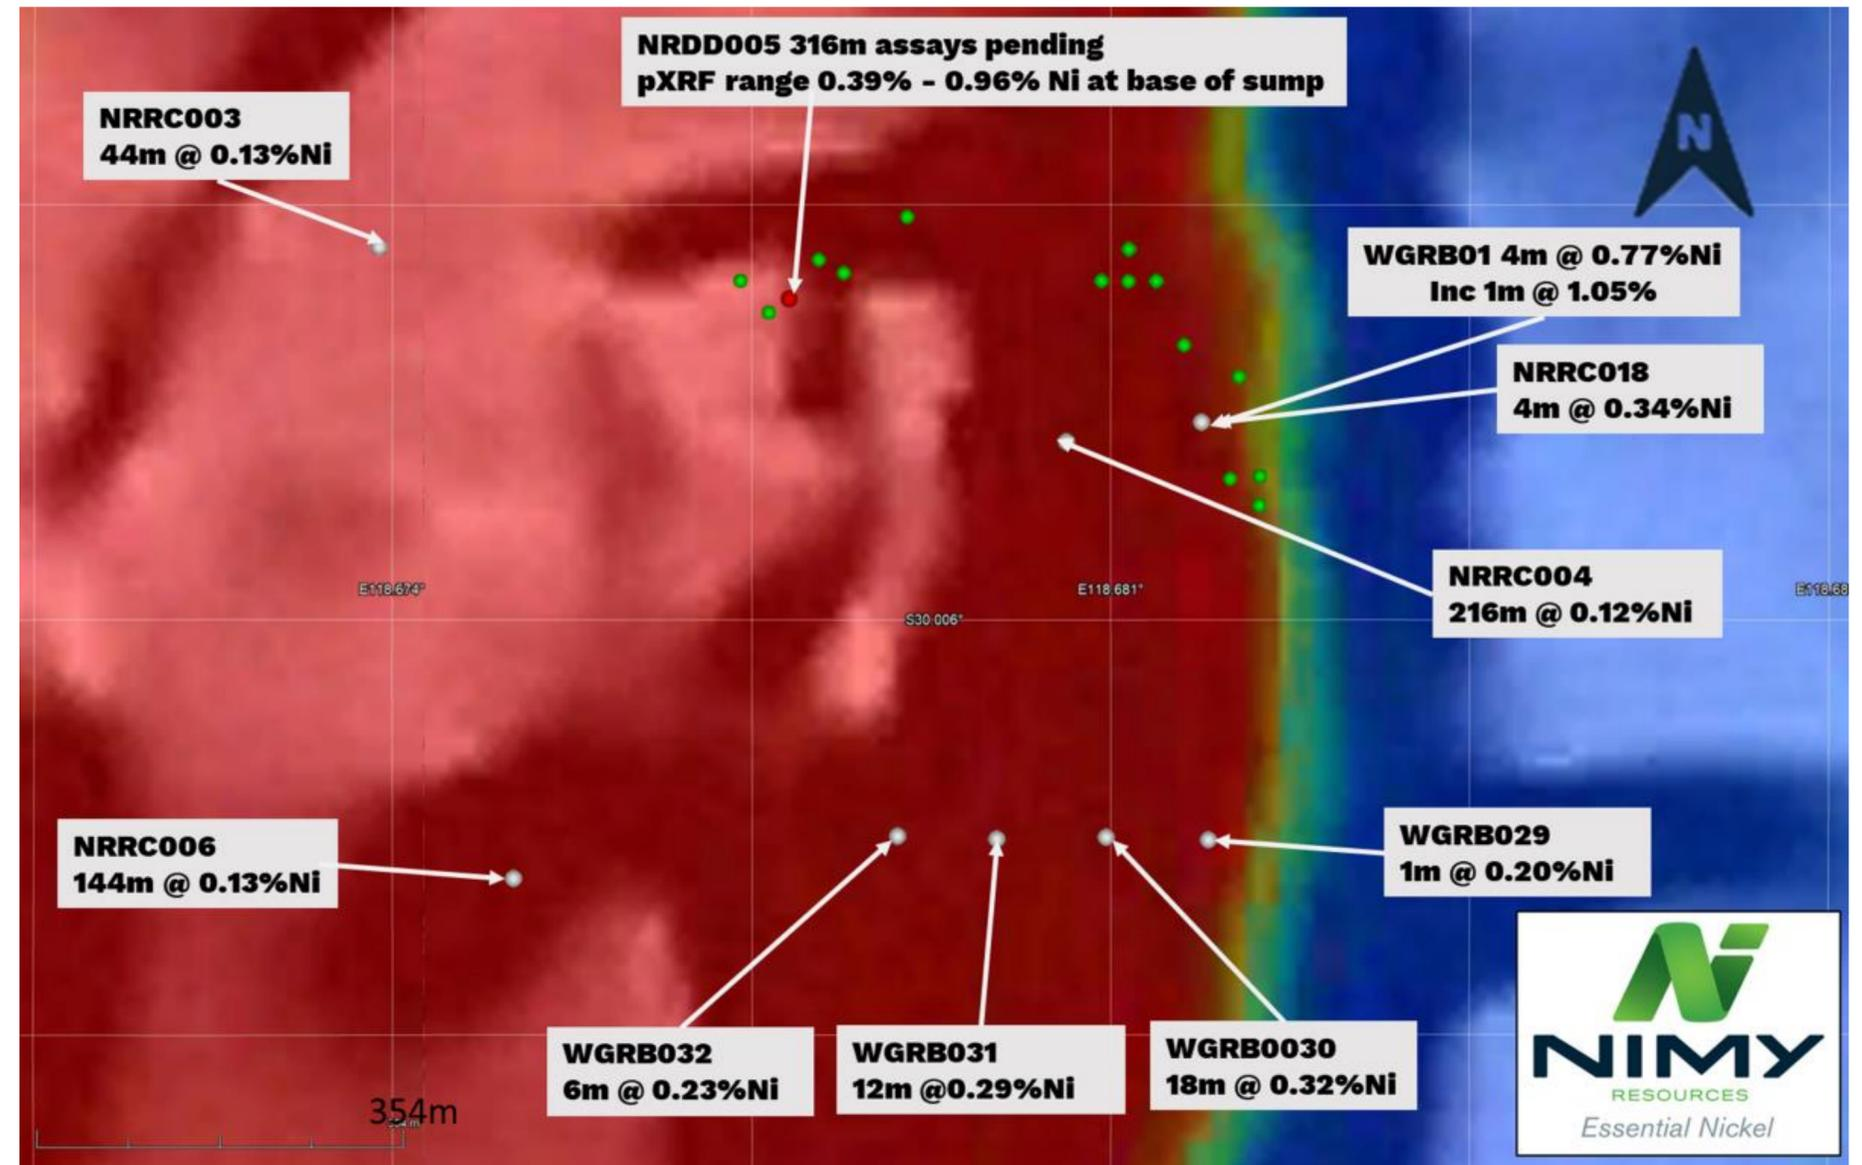 NRDD005 316m assays pending
pXRF range 0.39% - 0.96% Ni at base of sump
NRRC003
44m @ 0.13%Ni
N
WGRB01 4m @ 0.77%Ni
Inc 1m @ 1.05%
NRRC018
4m @ 0.34%Ni
E118.674°
E118.681°
E118.68
S30.006°
NRRC004
216m @ 0.12%Ni
NRRC006
144m @ 0.13%Ni
WGRB029
1m @ 0.20%Ni
WGRB032
6m @ 0.23%Ni
WGRB031
12m @0.29%Ni
WGRB0030
18m @ 0.32%Ni
354m
NIMY
RESOURCES
Essential Nickel